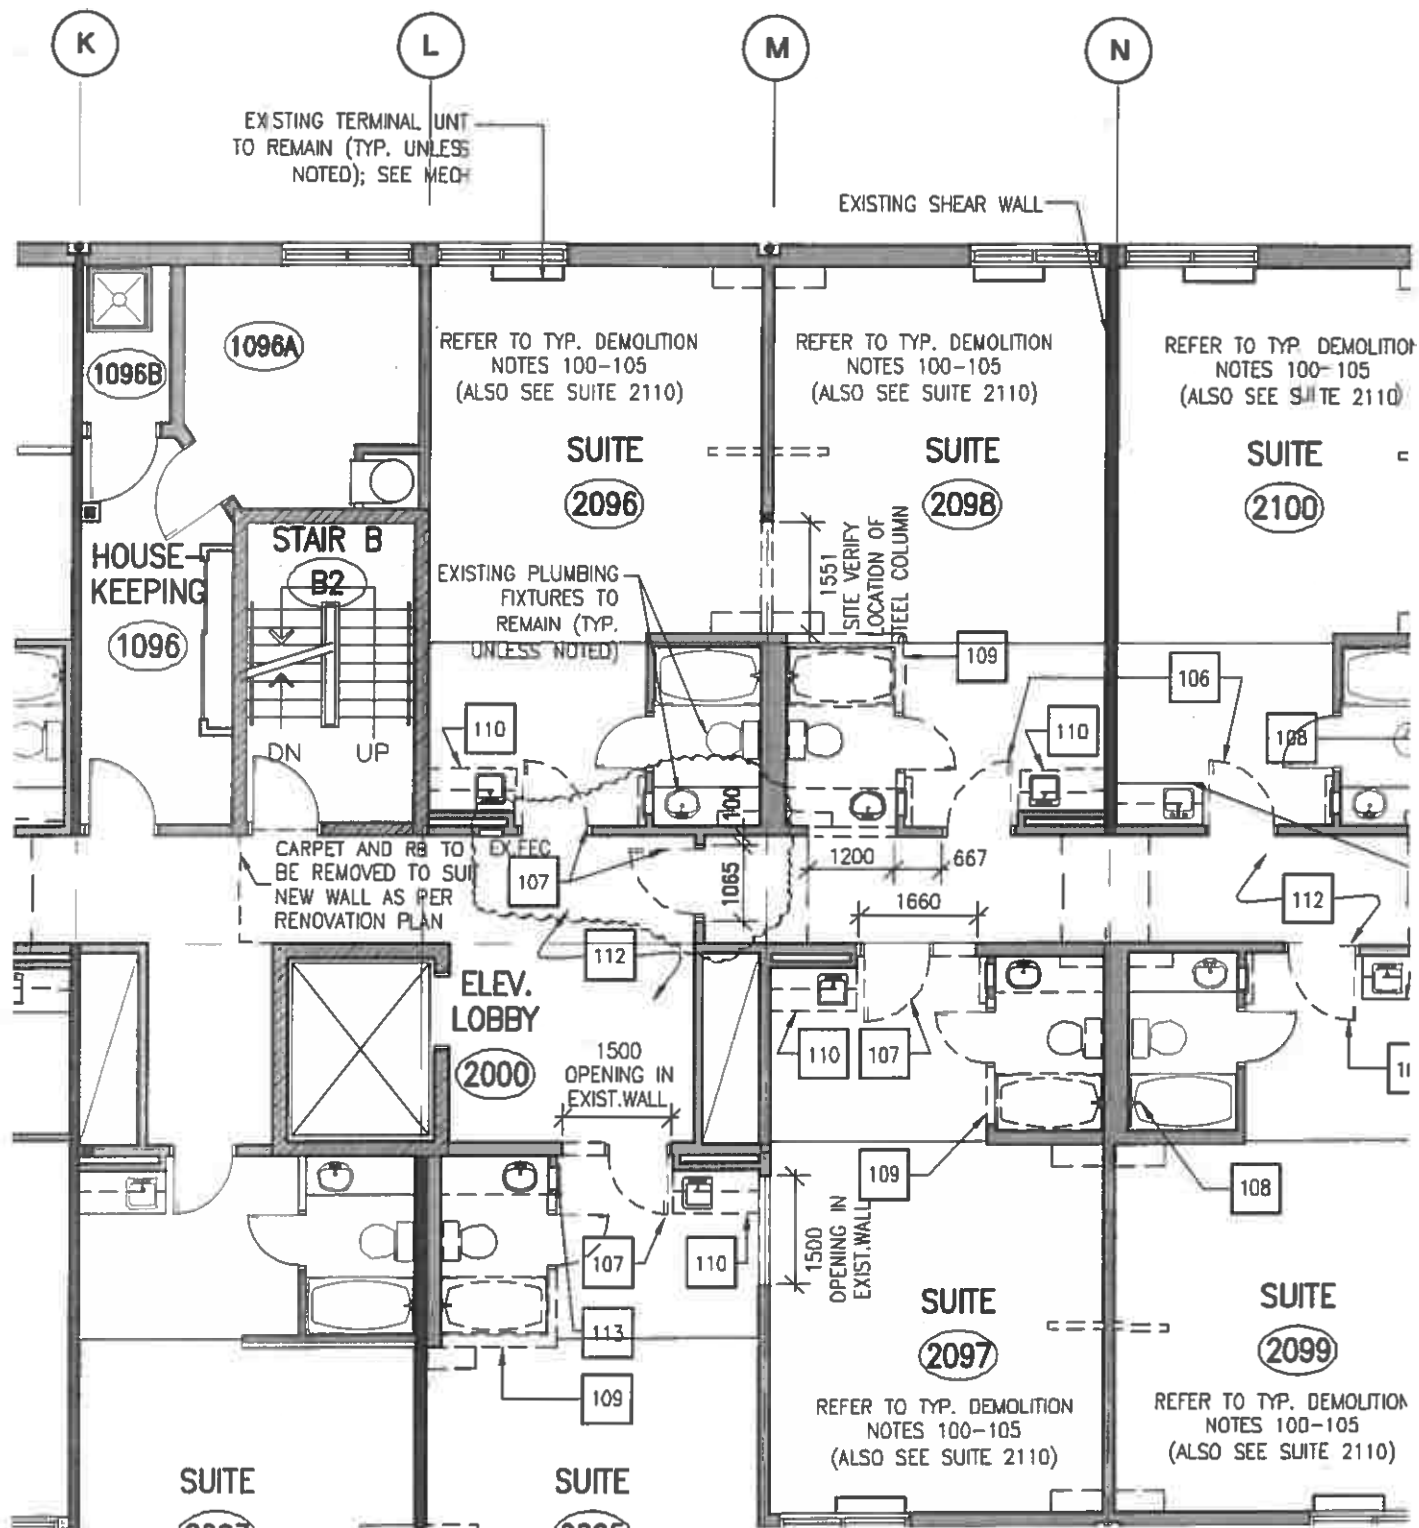 K
L
M
N
EXISTING TERMINAL UNT
TO REMAIN (TYP. UNLESS
NOTED); SEE MECH
EXISTING SHEAR WALL
1096B
1096A
REFER TO TYP. DEMOLITION
NOTES 100-105
(ALSO SEE SUITE 2110)
SUITE
2096
REFER TO TYP. DEMOLITION
NOTES 100-105
(ALSO SEE SUITE 2110)
SUITE
2098
REFER TO TYP. DEMOLITION
NOTES 100-105
(ALSO SEE SUITE 2110)
SUITE
2100
HOUSE-
KEEPING
1096
STAIR B
B2
DN
UP
EXISTING PLUMBING
FIXTURES TO
REMAIN (TYP.
UNLESS NOTED)
1551
SITE VERIFY
LOCATION OF
STEEL COLUMN
109
106
108
110
110
100
1065
1200
667
1660
CARPET AND RB TO
BE REMOVED TO SUI
NEW WALL AS PER
RENOVATION PLAN
EX.FEC
107
112
112
ELEV.
LOBBY
2000
1500
OPENING IN
EXIST.WALL
110
107
109
108
1500
OPENING IN
EXIST.WALL
107
110
113
109
SUITE
2097
REFER TO TYP. DEMOLITION
NOTES 100-105
(ALSO SEE SUITE 2110)
SUITE
2099
REFER TO TYP. DEMOLITION
NOTES 100-105
(ALSO SEE SUITE 2110)
SUITE
SUITE